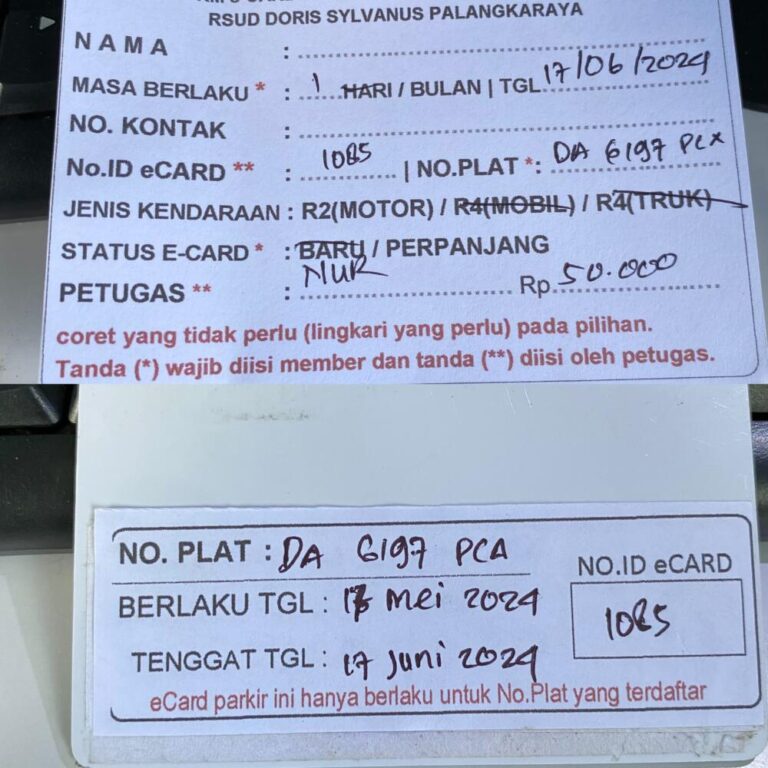 RSUD DORIS SYLVANUS PALANGKARAYA
NAMA :
MASA BERLAKU * : 1 HARI / BULAN | TGL. 17/06/2024
NO. KONTAK :
No.ID eCARD ** : 1085 | NO.PLAT *: DA 6197 PCX
JENIS KENDARAAN : R2(MOTOR) / R4(MOBIL) / R4(TRUK)
STATUS E-CARD * : BARU / PERPANJANG
PETUGAS ** : NUR Rp. 50.000
coret yang tidak perlu (lingkari yang perlu) pada pilihan.
Tanda (*) wajib diisi member dan tanda (**) diisi oleh petugas.
NO. PLAT : DA 6197 PCA
NO.ID eCARD
BERLAKU TGL : 17 Mei 2024
1085
TENGGAT TGL : 17 Juni 2024
eCard parkir ini hanya berlaku untuk No.Plat yang terdaftar